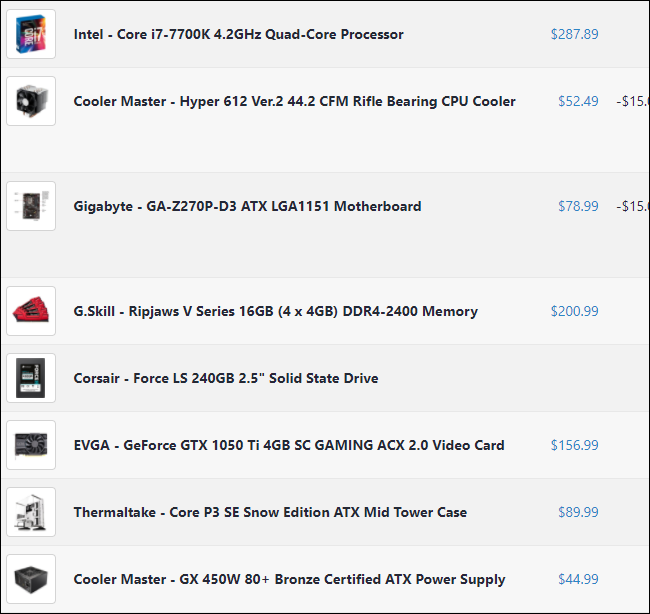 Intel - Core i7-7700K 4.2GHz Quad-Core Processor $287.89
Cooler Master - Hyper 612 Ver.2 44.2 CFM Rifle Bearing CPU Cooler $52.49 -$15.0
Gigabyte - GA-Z270P-D3 ATX LGA1151 Motherboard $78.99 -$15.0
G.Skill - Ripjaws V Series 16GB (4 x 4GB) DDR4-2400 Memory $200.99
Corsair - Force LS 240GB 2.5" Solid State Drive
EVGA - GeForce GTX 1050 Ti 4GB SC GAMING ACX 2.0 Video Card $156.99
Thermaltake - Core P3 SE Snow Edition ATX Mid Tower Case $89.99
Cooler Master - GX 450W 80+ Bronze Certified ATX Power Supply $44.99